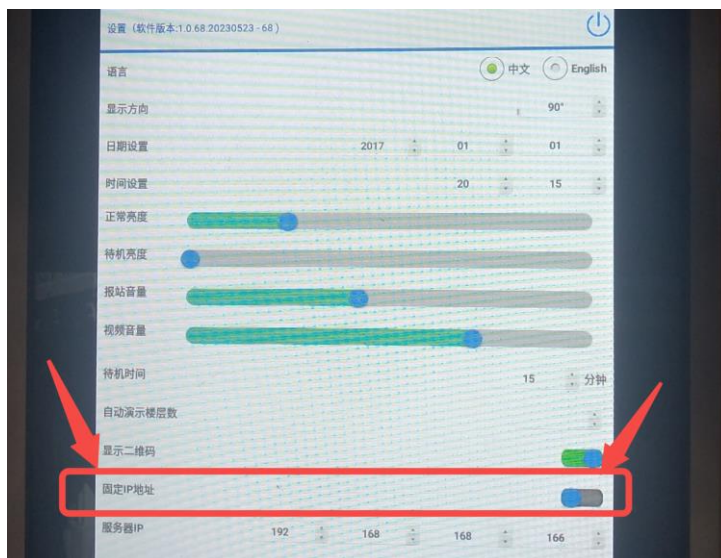 设置（软件版本:1.0.68.20230523-68）
语言 中文 English
显示方向 90°
日期设置 2017 01 01
时间设置 20 15
正常亮度
待机亮度
报站音量
视频音量
待机时间 15 分钟
自动演示楼层数
显示二维码
固定IP地址
服务器IP 192 168 168 166